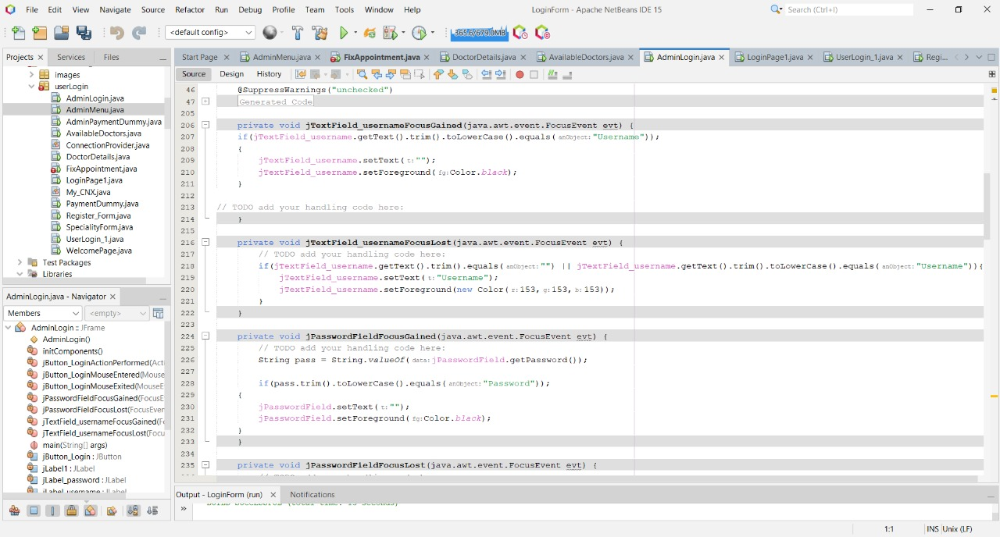 File Edit View Navigate Source Refactor Run Debug Profile Team Tools Window Help LoginForm - Apache NetBeans IDE 15 Search (Ctrl+I)
<default config> 365.6/679.0MB
Projects Services Files
images
userLogin
AdminLogin.java
AdminMenu.java
AdminPaymentDummy.java
AvailableDoctors.java
ConnectionProvider.java
DoctorDetails.java
FixAppointment.java
LoginPage1.java
My_CNX.java
PaymentDummy.java
Register_Form.java
SpecialityForm.java
UserLogin_1.java
WelcomePage.java
Test Packages
Libraries
AdminLogin.java - Navigator
Members <empty>
AdminLogin :: JFrame
AdminLogin()
initComponents()
jButton_LoginActionPerformed(Acti
jButton_LoginMouseEntered(Mouse
jButton_LoginMouseExited(MouseE
jPasswordFieldFocusGained(FocusE
jPasswordFieldFocusLost(FocusEver
jTextField_usernameFocusGained(Fo
jTextField_usernameFocusLost(Focu
main(String[] args)
jButton_Login : JButton
jLabel1 : JLabel
jLabel_password : JLabel
jLabel_username : JLabel
Start Page AdminMenu.java FixAppointment.java DoctorDetails.java AvailableDoctors.java AdminLogin.java LoginPage1.java UserLogin_1.java Regi...
Source Design History
46 @SuppressWarnings("unchecked")
47 Generated Code
205
206 private void jTextField_usernameFocusGained(java.awt.event.FocusEvent evt) {
207 if(jTextField_username.getText().trim().toLowerCase().equals( anObject: "Username"));
208 {
209 jTextField_username.setText( t: "");
210 jTextField_username.setForeground( fg: Color.black);
211 }
212
213 // TODO add your handling code here:
214 }
215
216 private void jTextField_usernameFocusLost(java.awt.event.FocusEvent evt) {
217 // TODO add your handling code here:
218 if(jTextField_username.getText().trim().equals( anObject: "") || jTextField_username.getText().trim().toLowerCase().equals( anObject: "Username")){
219 jTextField_username.setText( t: "Username");
220 jTextField_username.setForeground(new Color( r: 153, g: 153, b: 153));
221 }
222 }
223
224 private void jPasswordFieldFocusGained(java.awt.event.FocusEvent evt) {
225 // TODO add your handling code here:
226 String pass = String.valueOf( data: jPasswordField.getPassword());
227
228 if(pass.trim().toLowerCase().equals( anObject: "Password"));
229 {
230 jPasswordField.setText( t: "");
231 jPasswordField.setForeground( fg: Color.black);
232 }
233 }
234
235 private void jPasswordFieldFocusLost(java.awt.event.FocusEvent evt) {
Output - LoginForm (run) Notifications
BUILD SUCCESSFUL (total time: 15 seconds)
1:1 INS Unix (LF)